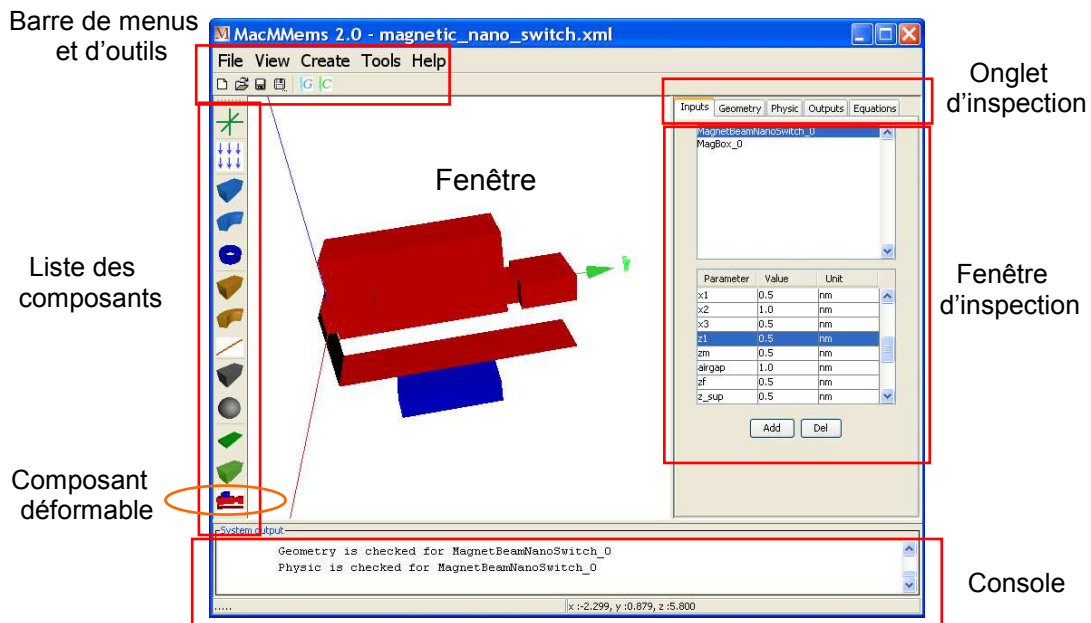 Barre de menus
et d'outils
MacMMems 2.0 - magnetic_nano_switch.xml
File View Create Tools Help
G C
Onglet
d'inspection
Inputs Geometry Physic Outputs Equations
MagnetBeamNanoSwitch_0
MagBox_0
Fenêtre
Liste des
composants
Fenêtre
d'inspection
Parameter Value Unit
x1 0.5 nm
x2 1.0 nm
x3 0.5 nm
z1 0.5 nm
zm 0.5 nm
airgap 1.0 nm
zf 0.5 nm
z_sup 0.5 nm
Add Del
Composant
déformable
System output
Geometry is checked for MagnetBeamNanoSwitch_0
Physic is checked for MagnetBeamNanoSwitch_0
Console
..... x :-2.299, y :0.879, z :5.800